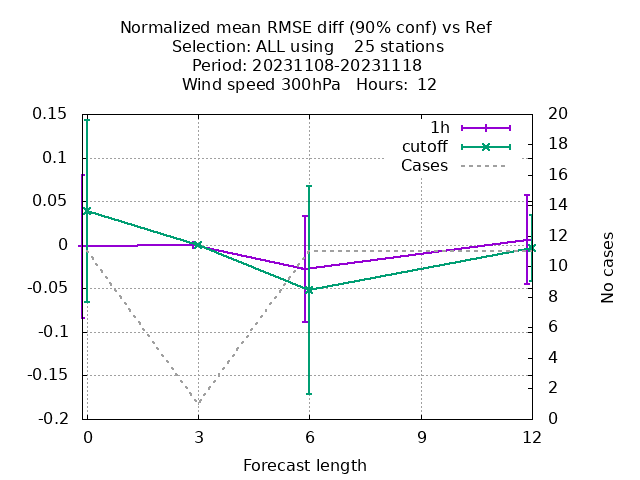 Normalized mean RMSE diff (90% conf) vs Ref
Selection: ALL using    25 stations
Period: 20231108-20231118
Wind speed 300hPa   Hours: 12
1h
cutoff
Cases
0.15
0.1
0.05
0
-0.05
-0.1
-0.15
-0.2
20
18
16
14
12
10
8
6
4
2
0
No cases
0 3 6 9 12
Forecast length